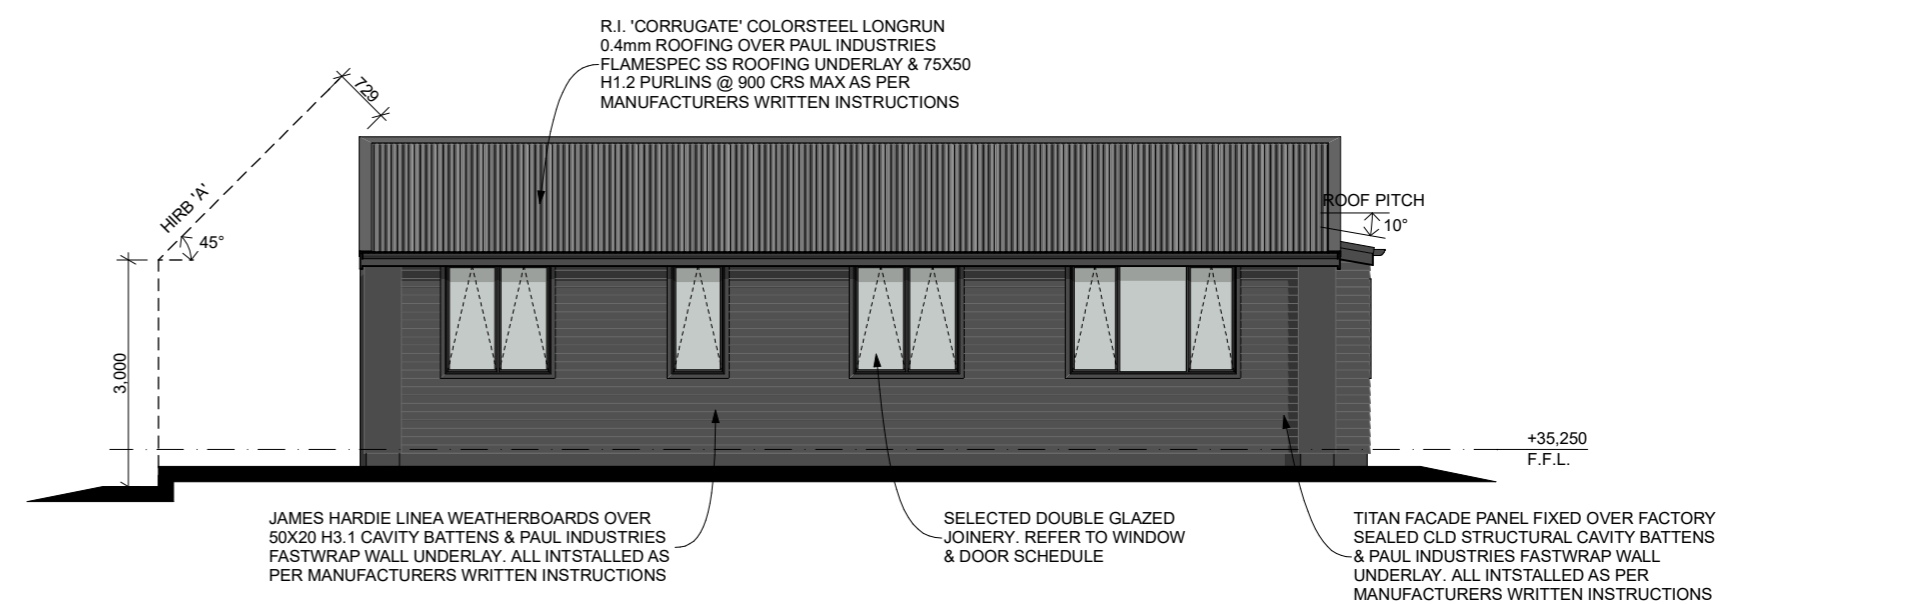 R.I. 'CORRUGATE' COLORSTEEL LONGRUN
0.4mm ROOFING OVER PAUL INDUSTRIES
FLAMESPEC SS ROOFING UNDERLAY & 75X50
H1.2 PURLINS @ 900 CRS MAX AS PER
MANUFACTURERS WRITTEN INSTRUCTIONS
729
HIRB 'A'
45°
ROOF PITCH
10°
3,000
+35,250
F.F.L.
JAMES HARDIE LINEA WEATHERBOARDS OVER
50X20 H3.1 CAVITY BATTENS & PAUL INDUSTRIES
FASTWRAP WALL UNDERLAY. ALL INTSTALLED AS
PER MANUFACTURERS WRITTEN INSTRUCTIONS
SELECTED DOUBLE GLAZED
JOINERY. REFER TO WINDOW
& DOOR SCHEDULE
TITAN FACADE PANEL FIXED OVER FACTORY
SEALED CLD STRUCTURAL CAVITY BATTENS
& PAUL INDUSTRIES FASTWRAP WALL
UNDERLAY. ALL INTSTALLED AS PER
MANUFACTURERS WRITTEN INSTRUCTIONS